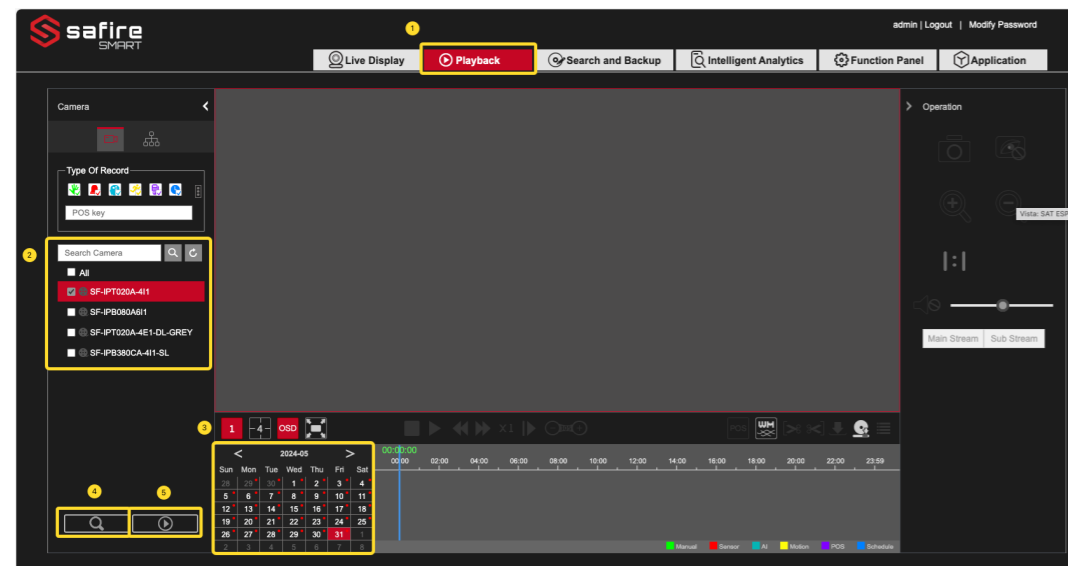 safire
SMART
1
admin | Logout | Modify Password
Live Display Playback Search and Backup Intelligent Analytics Function Panel Application
Camera
Type Of Record
POS key
2
Search Camera
All
SF-IPT020A-4I1
SF-IPB080A6I1
SF-IPT020A-4E1-DL-GREY
SF-IPB380CA-4I1-SL
Operation
Vista: SAT ESP
1:1
Main Stream Sub Stream
3
1 4 OSD X 1 POS WM
< 2024-05 >
Sun Mon Tue Wed Thu Fri Sat
28 29 30 1 2 3 4
5 6 7 8 9 10 11
12 13 14 15 16 17 18
19 20 21 22 23 24 25
26 27 28 29 30 31 1
2 3 4 5 6 7 8
00:00:00
00:00 02:00 04:00 06:00 08:00 10:00 12:00 14:00 16:00 18:00 20:00 22:00 23:59
4 5
Manual Sensor AI Motion POS Schedule